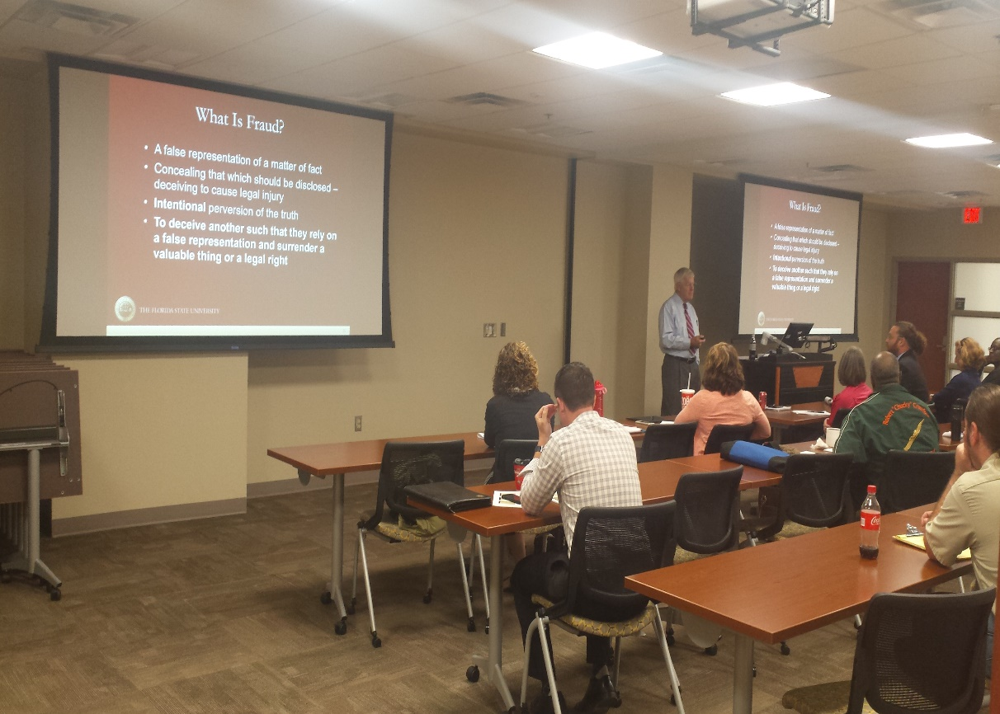 What Is Fraud?
• A false representation of a matter of fact
• Concealing that which should be disclosed –
deceiving to cause legal injury
• Intentional perversion of the truth
• To deceive another such that they rely on
a false representation and surrender a
valuable thing or a legal right
THE FLORIDA STATE UNIVERSITY
What Is Fraud?
• A false representation of a matter of fact
• Concealing that which should be disclosed –
deceiving to cause legal injury
• Intentional perversion of the truth
• To deceive another such that they rely on
a false representation and surrender a
valuable thing or a legal right
Robert "Chucky"